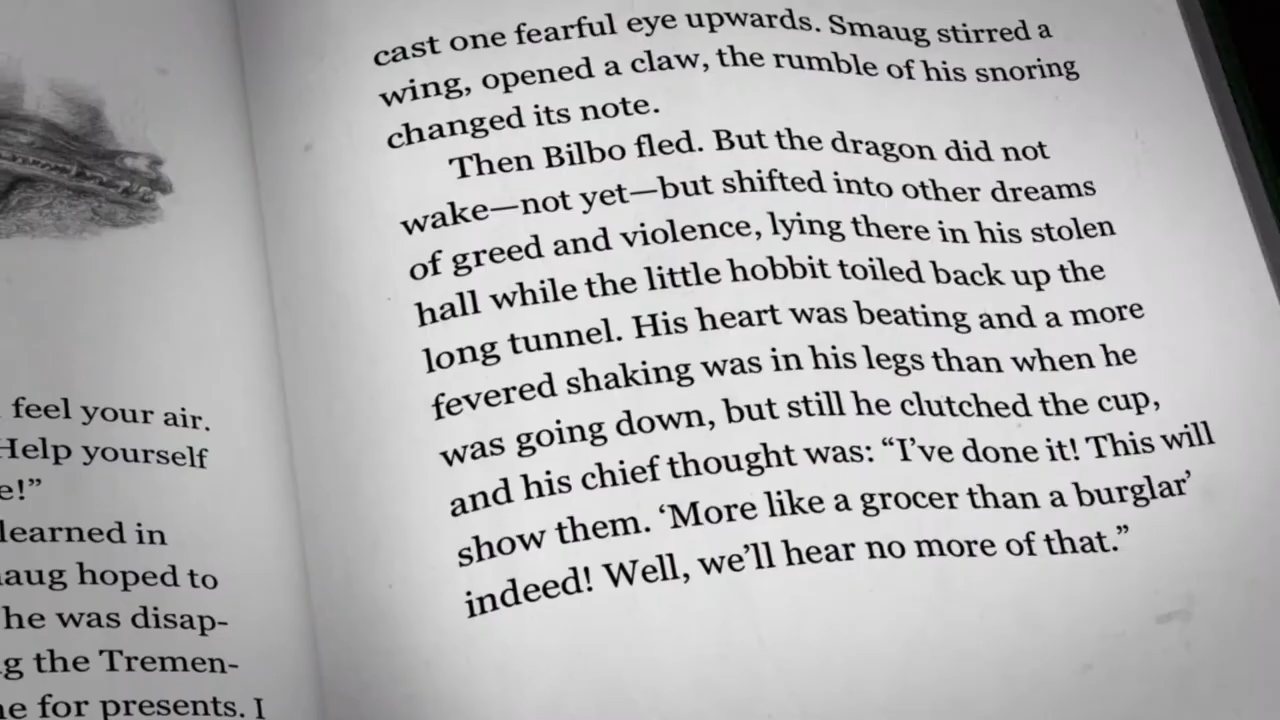 feel your air.
Help yourself
e!”
learned in
aug hoped to
he was disap-
g the Tremen-
e for presents. I
cast one fearful eye upwards. Smaug stirred a
wing, opened a claw, the rumble of his snoring
changed its note.
Then Bilbo fled. But the dragon did not
wake—not yet—but shifted into other dreams
of greed and violence, lying there in his stolen
hall while the little hobbit toiled back up the
long tunnel. His heart was beating and a more
fevered shaking was in his legs than when he
was going down, but still he clutched the cup,
and his chief thought was: “I’ve done it! This will
show them. ‘More like a grocer than a burglar’
indeed! Well, we’ll hear no more of that.”